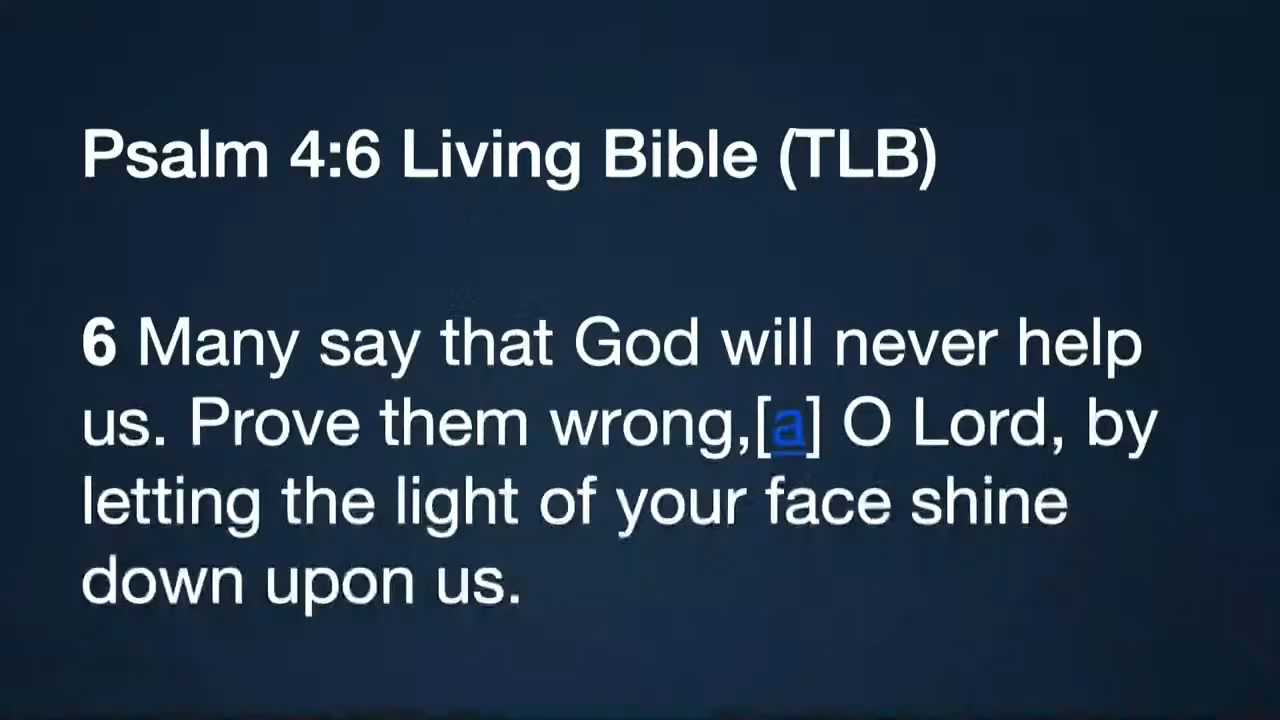 Psalm 4:6 Living Bible (TLB)
6 Many say that God will never help
us. Prove them wrong,[a] O Lord, by
letting the light of your face shine
down upon us.